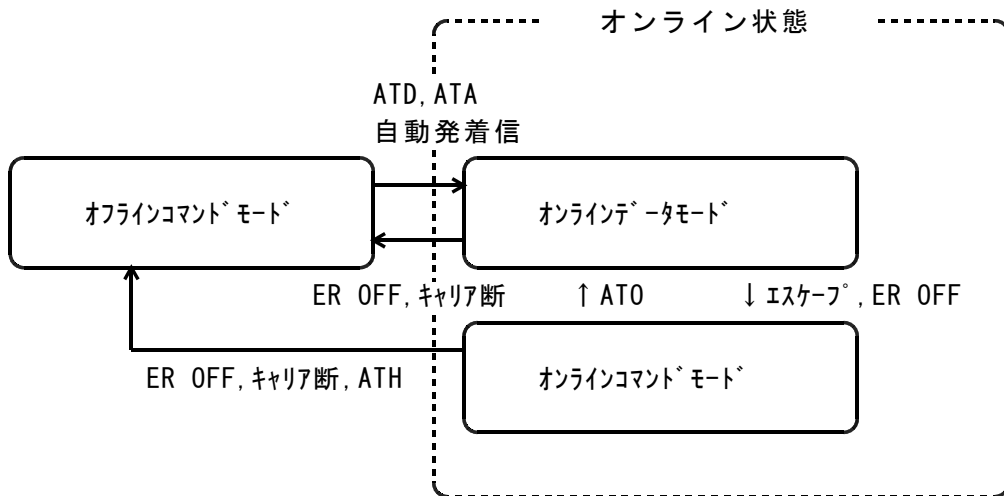 オンライン状態
ATD,ATA
自動発着信
ｵﾌﾗｲﾝｺﾏﾝﾄﾞﾓｰﾄﾞ
ｵﾝﾗｲﾝﾃﾞｰﾀﾓｰﾄﾞ
ER OFF,ｷｬﾘｱ断 ↑ATO ↓ｴｽｹｰﾌﾟ,ER OFF
ER OFF,ｷｬﾘｱ断,ATH
ｵﾝﾗｲﾝｺﾏﾝﾄﾞﾓｰﾄﾞ